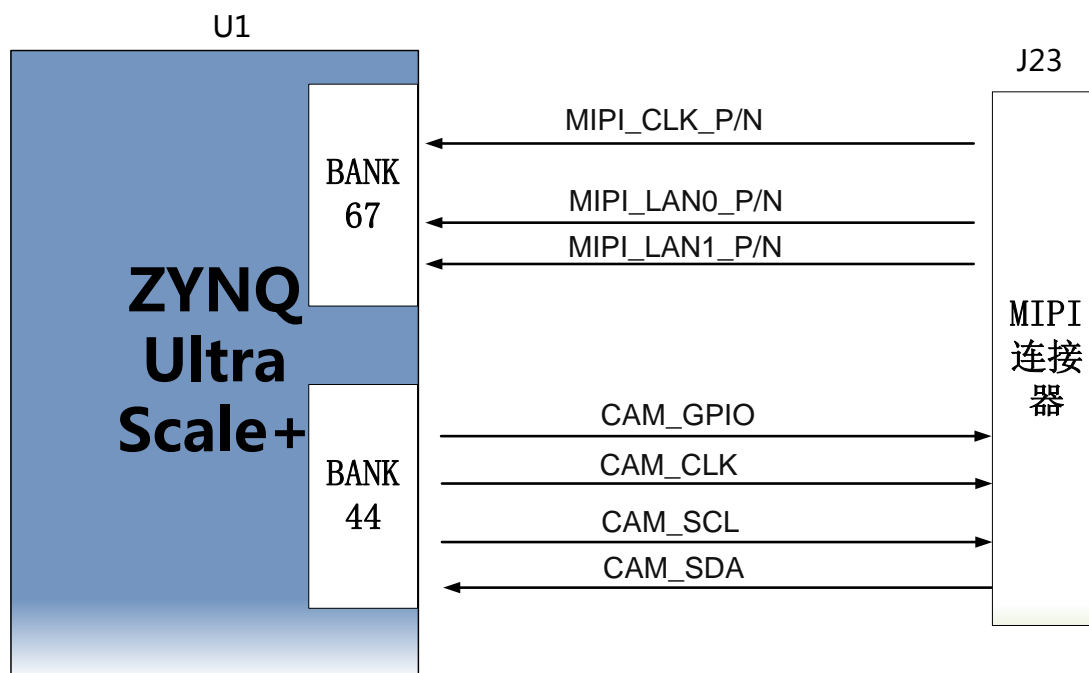 U1
J23
MIPI_CLK_P/N
BANK
67
MIPI_LAN0_P/N
MIPI_LAN1_P/N
ZYNQ
Ultra
Scale+
MIPI
连接
器
BANK
44
CAM_GPIO
CAM_CLK
CAM_SCL
CAM_SDA